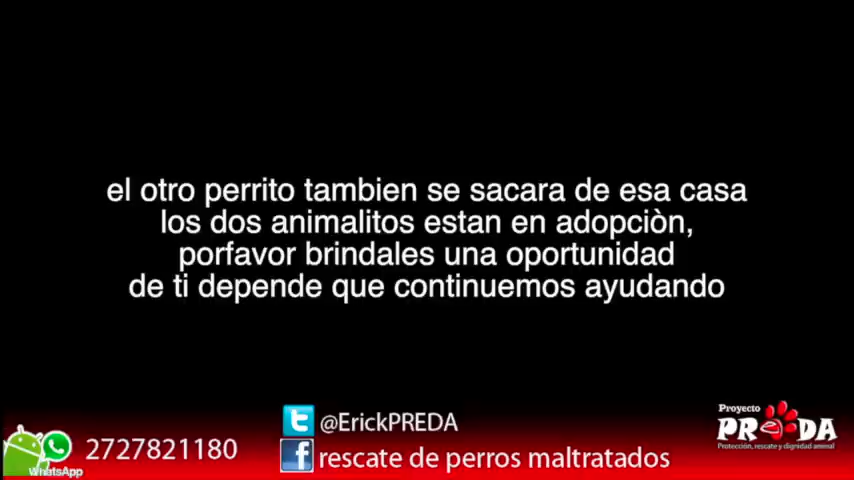 el otro perrito tambien se sacara de esa casa
los dos animalitos estan en adopciòn,
porfavor brindales una oportunidad
de ti depende que continuemos ayudando
@ErickPREDA
2727821180
WhatsApp
rescate de perros maltratados
Proyecto
PREDA
Protección, rescate y dignidad animal